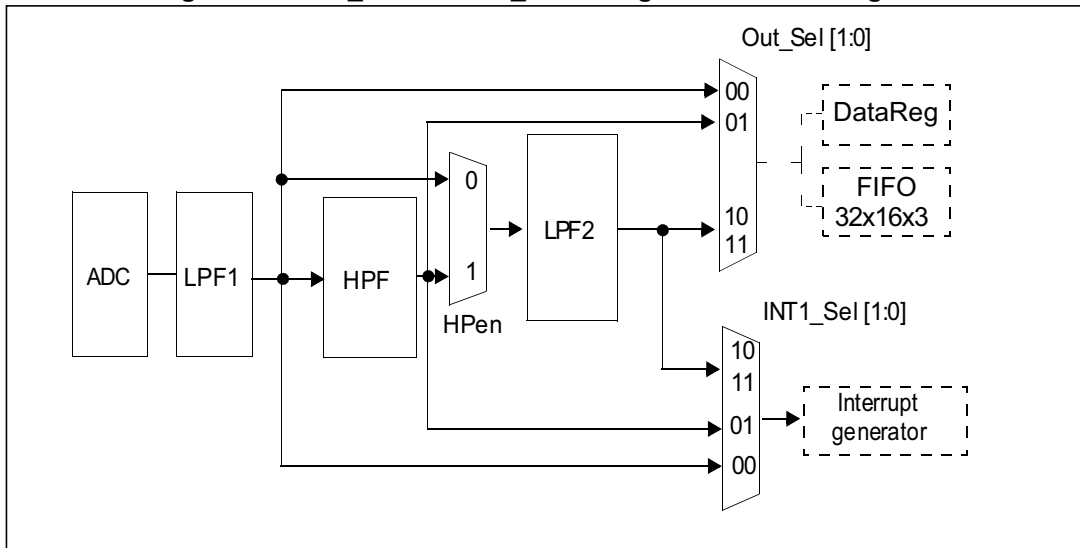 Out_Sel [1:0]
00
01
10
11
DataReg
FIFO
32x16x3
ADC
LPF1
HPF
0
1
HPen
LPF2
INT1_Sel [1:0]
10
11
01
00
Interrupt
generator